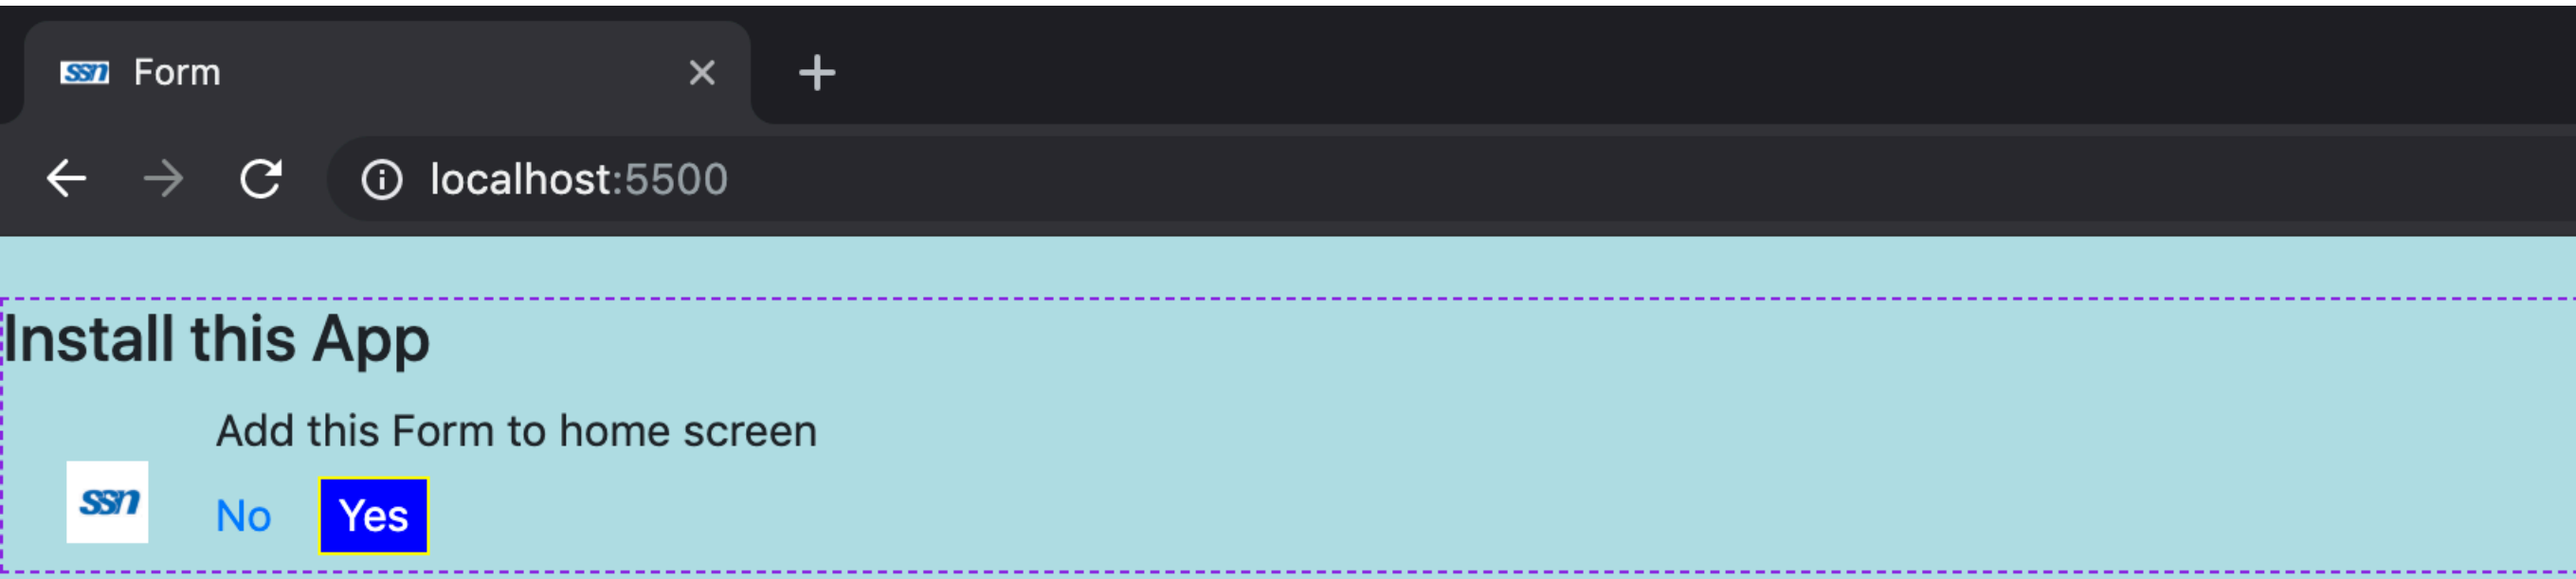 ssn Form
localhost:5500
Install this App
Add this Form to home screen
ssn
No Yes